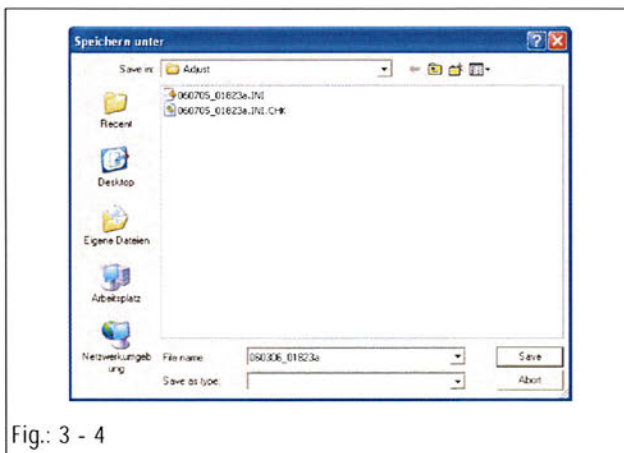 Speichern unter
Save in:
Adjust
060705_01823a.INI
060705_01823a.INI.CHK
Recent
Desktop
Eigene Dateien
Arbeitsplatz
Netzwerkumgeb
ung
File name:
060306_01823a
Save
Save as type:
Abort
Fig.: 3 - 4